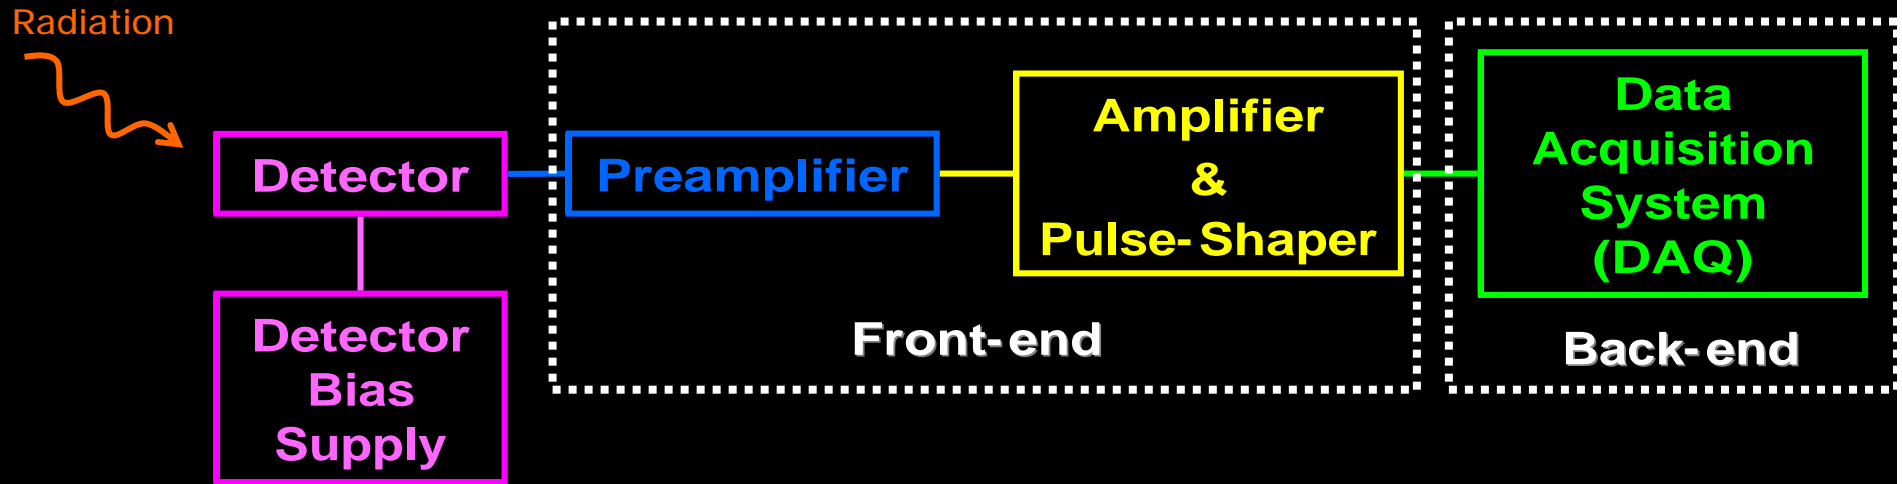 Radiation
Detector
Preamplifier
Amplifier
&
Pulse-Shaper
Data
Acquisition
System
(DAQ)
Front-end
Back-end
Detector
Bias
Supply